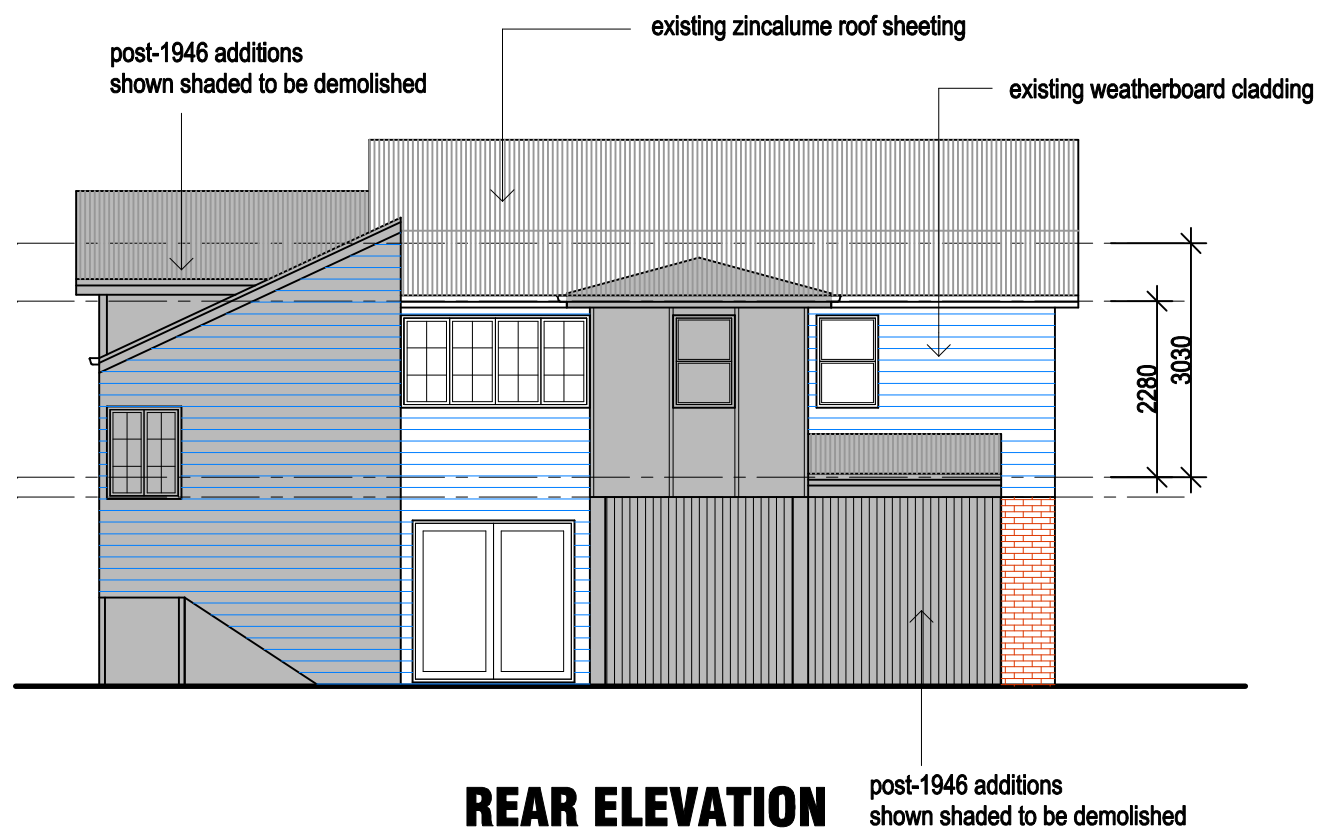 existing zincalume roof sheeting
post-1946 additions
shown shaded to be demolished
existing weatherboard cladding
2280
3030
post-1946 additions
shown shaded to be demolished
REAR ELEVATION